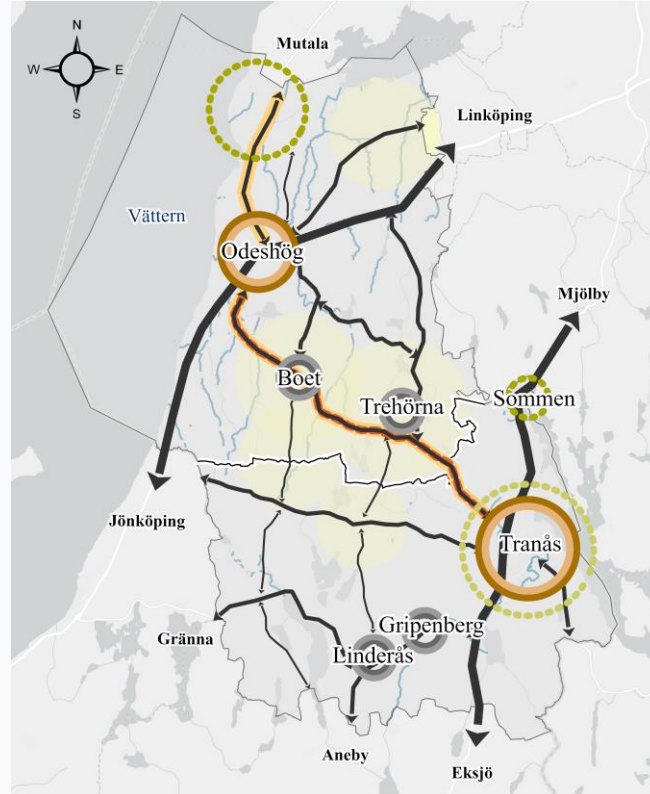 N
W
E
S
Mutala
Linköping
Vättern
Odeshög
Mjölby
Boet
Trehörna
Sommen
Jönköping
Tranås
Gränna
Gripenberg
Linderås
Aneby
Eksjö